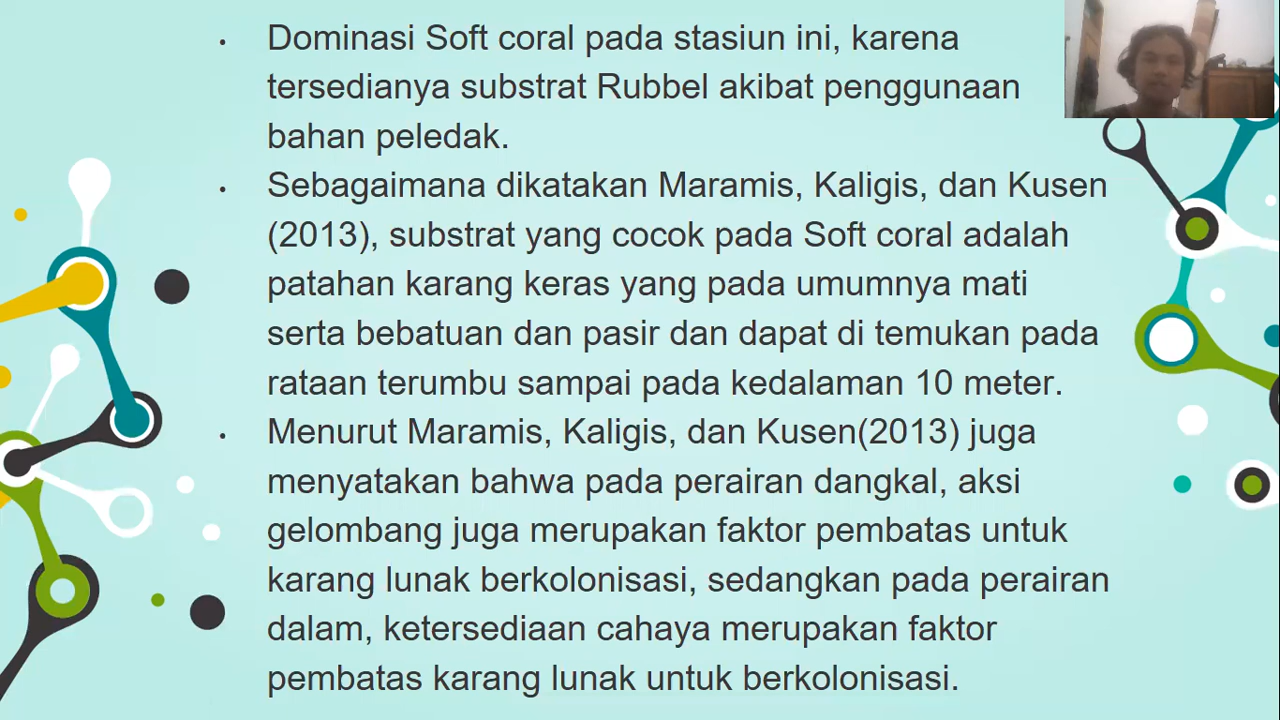 • Dominasi Soft coral pada stasiun ini, karena
tersedianya substrat Rubbel akibat penggunaan
bahan peledak.
• Sebagaimana dikatakan Maramis, Kaligis, dan Kusen
(2013), substrat yang cocok pada Soft coral adalah
patahan karang keras yang pada umumnya mati
serta bebatuan dan pasir dan dapat di temukan pada
rataan terumbu sampai pada kedalaman 10 meter.
• Menurut Maramis, Kaligis, dan Kusen(2013) juga
menyatakan bahwa pada perairan dangkal, aksi
gelombang juga merupakan faktor pembatas untuk
karang lunak berkolonisasi, sedangkan pada perairan
dalam, ketersediaan cahaya merupakan faktor
pembatas karang lunak untuk berkolonisasi.